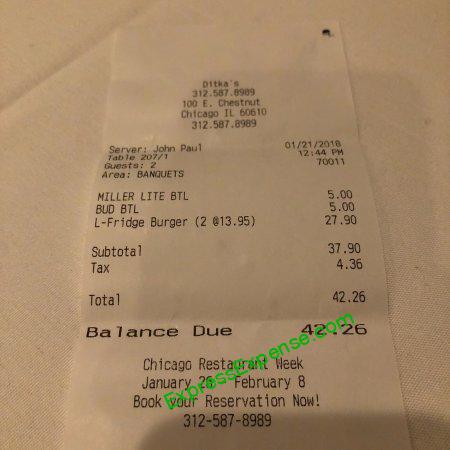 Ditka's
312.587.8989
100 E. Chestnut
Chicago IL 60610
312.587.8989
Server: John Paul 01/21/2018
Table 207/1 12:44 PM
Guests: 2 70011
Area: BANQUETS
MILLER LITE BTL 5.00
BUD BTL 5.00
L-Fridge Burger (2 @13.95) 27.90
Subtotal 37.90
Tax 4.36
Total 42.26
Balance Due 42.26
Chicago Restaurant Week
January 26 - February 8
Book your Reservation Now!
312-587-8989
ExpressExpense.com